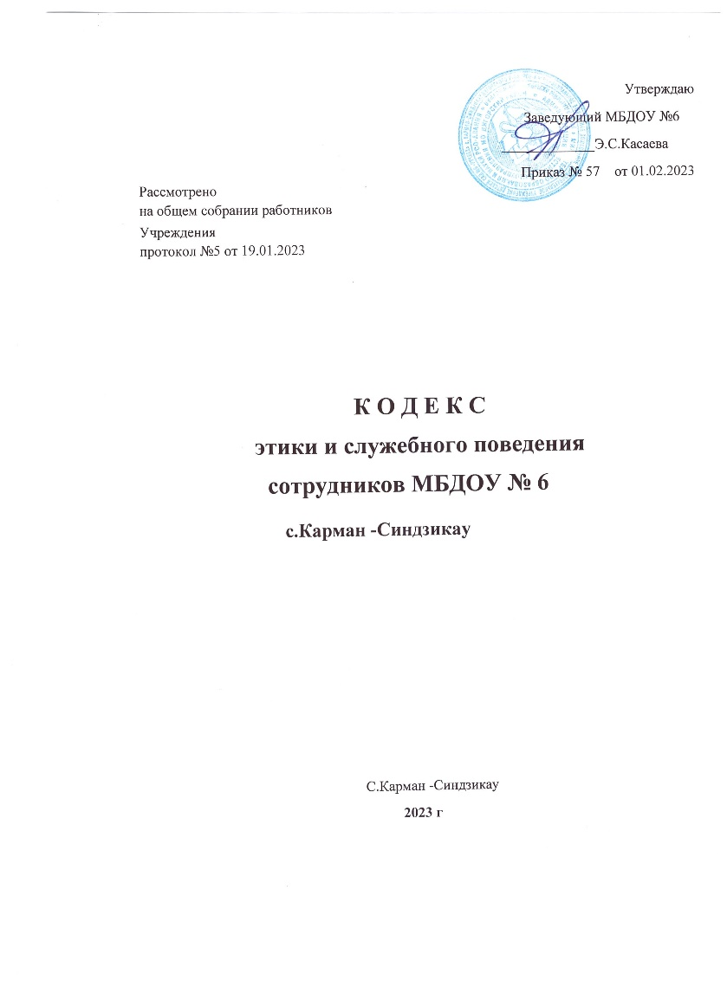 Утверждаю
Заведующий МБДОУ №6
_____________Э.С.Касаева
Приказ № 57 от 01.02.2023
Рассмотрено
на общем собрании работников
Учреждения
протокол №5 от 19.01.2023
К О Д Е К С
этики и служебного поведения
сотрудников МБДОУ № 6
с.Карман -Синдзикау
С.Карман -Синдзикау
2023 г